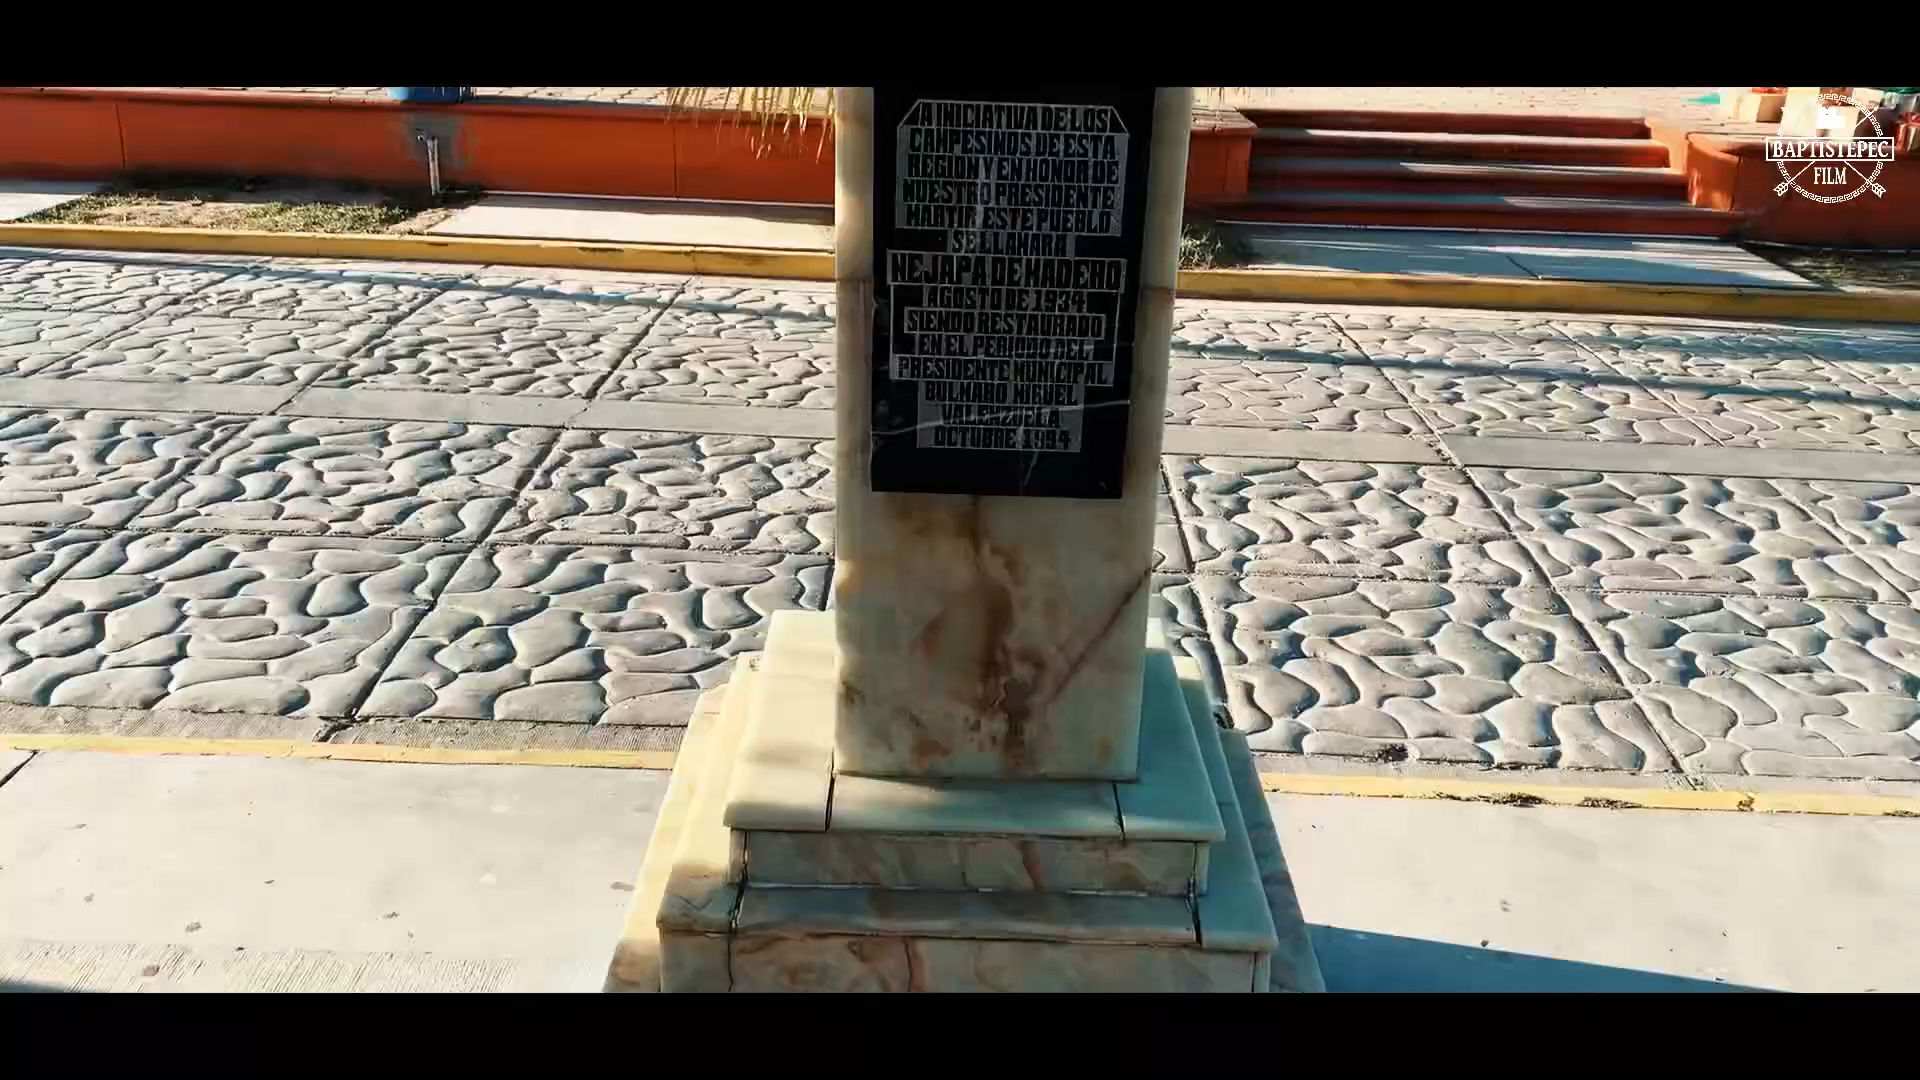 A INICIATIVA DE LOS
CAMPESINOS DE ESTA
REGION Y EN HONOR DE
NUESTRO PRESIDENTE
MARTIR ESTE PUEBLO
SE LLAMARA
NEJAPA DE MADERO
AGOSTO DE 1934
SIENDO RESTAURADO
EN EL PERIODO DEL
PRESIDENTE MUNICIPAL
BULMARO MIGUEL
VALENZUELA
OCTUBRE 1994
BAPTISTEPEC
FILM